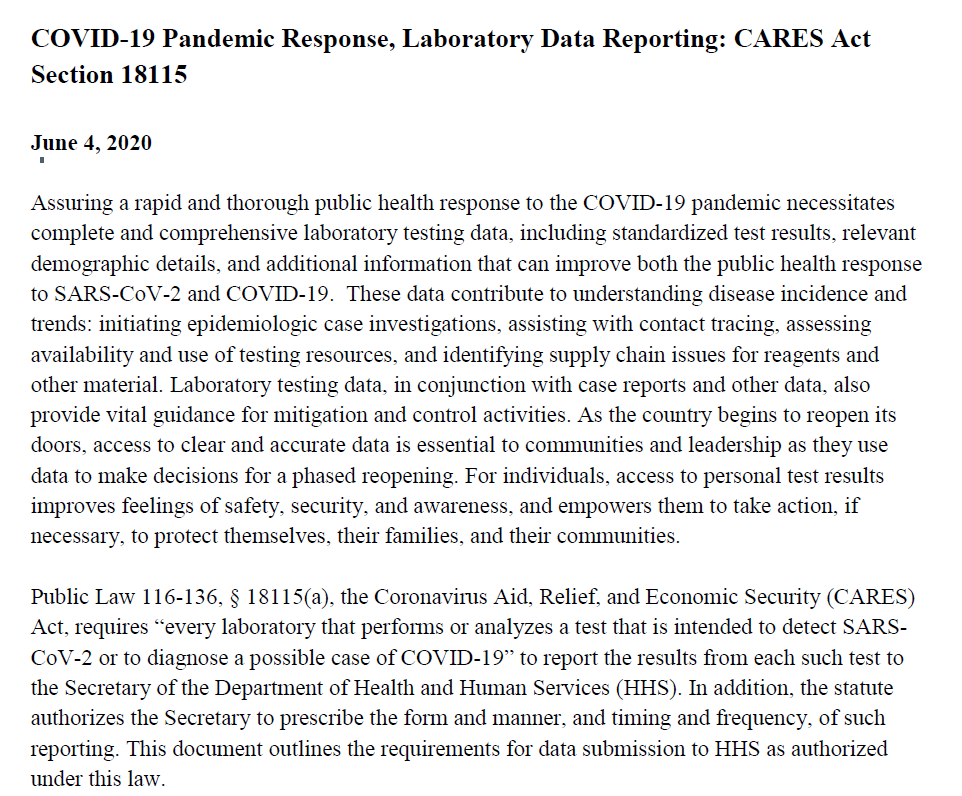 COVID-19 Pandemic Response, Laboratory Data Reporting: CARES Act
Section 18115
June 4, 2020
Assuring a rapid and thorough public health response to the COVID-19 pandemic necessitates
complete and comprehensive laboratory testing data, including standardized test results, relevant
demographic details, and additional information that can improve both the public health response
to SARS-CoV-2 and COVID-19.  These data contribute to understanding disease incidence and
trends: initiating epidemiologic case investigations, assisting with contact tracing, assessing
availability and use of testing resources, and identifying supply chain issues for reagents and
other material. Laboratory testing data, in conjunction with case reports and other data, also
provide vital guidance for mitigation and control activities. As the country begins to reopen its
doors, access to clear and accurate data is essential to communities and leadership as they use
data to make decisions for a phased reopening. For individuals, access to personal test results
improves feelings of safety, security, and awareness, and empowers them to take action, if
necessary, to protect themselves, their families, and their communities.
Public Law 116-136, § 18115(a), the Coronavirus Aid, Relief, and Economic Security (CARES)
Act, requires “every laboratory that performs or analyzes a test that is intended to detect SARS-
CoV-2 or to diagnose a possible case of COVID-19” to report the results from each such test to
the Secretary of the Department of Health and Human Services (HHS). In addition, the statute
authorizes the Secretary to prescribe the form and manner, and timing and frequency, of such
reporting. This document outlines the requirements for data submission to HHS as authorized
under this law.